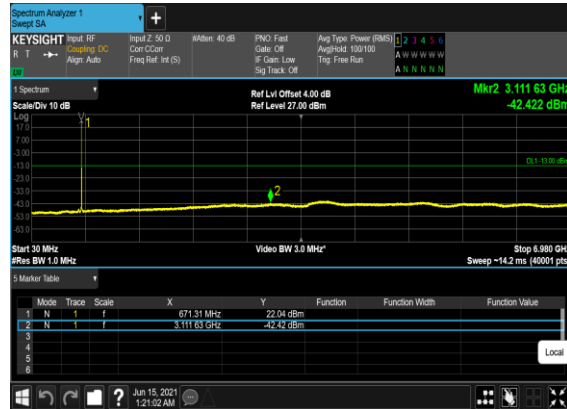 Spectrum Analyzer 1
Swept SA
+
KEYSIGHT Input: RF Input Z: 50 Ω #Atten: 40 dB PNO: Fast Avg Type: Power (RMS) 1 2 3 4 5 6
R T Coupling: DC Corr CCorr Gate: Off Avg|Hold: 100/100 A W W W W W
Align: Auto Freq Ref: Int (S) IF Gain: Low Trig: Free Run
Sig Track: Off A N N N N N
1 Spectrum Ref Lvl Offset 4.00 dB Mkr2 3.111 63 GHz
Scale/Div 10 dB Ref Level 27.00 dBm -42.422 dBm
Log
17.0 1
7.00
-3.00
-13.0 DL1 -13.00 dBm
-23.0
-33.0 2
-43.0
-53.0
-63.0
Start 30 MHz Video BW 3.0 MHz* Stop 6.980 GHz
#Res BW 1.0 MHz Sweep ~14.2 ms (40001 pts)
5 Marker Table
Mode Trace Scale X Y Function Function Width Function Value
1 N 1 f 671.31 MHz 22.04 dBm
2 N 1 f 3.111 63 GHz -42.42 dBm
3
4
5
6
Local
? Jun 15, 2021
1:21:02 AM